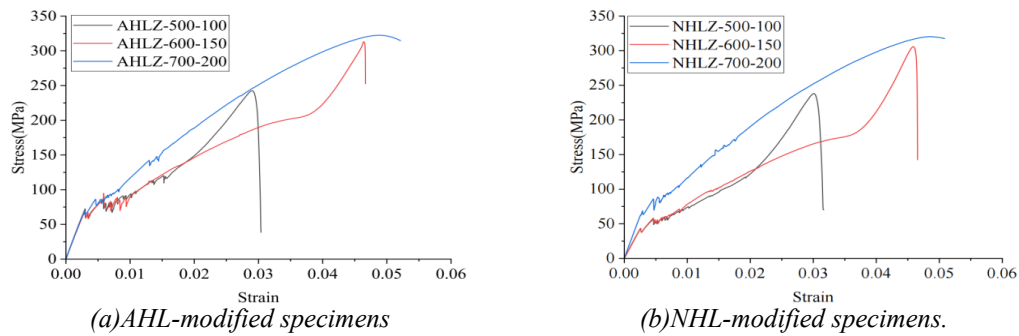 350
300
250
200
150
100
50
0
Stress(MPa)
AHLZ-500-100
AHLZ-600-150
AHLZ-700-200
0.00 0.01 0.02 0.03 0.04 0.05 0.06
Strain
(a)AHL-modified specimens
350
300
250
200
150
100
50
0
Stress(MPa)
NHLZ-500-100
NHLZ-600-150
NHLZ-700-200
0.00 0.01 0.02 0.03 0.04 0.05 0.06
Strain
(b)NHL-modified specimens.